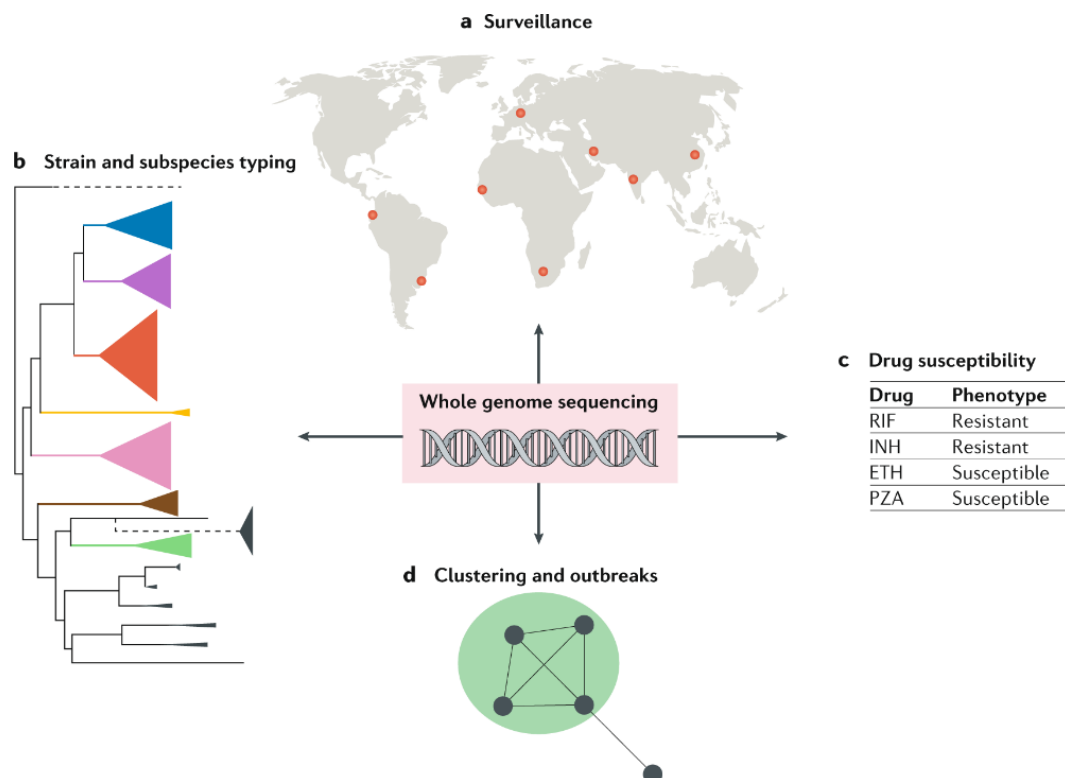 a Surveillance
b Strain and subspecies typing
Whole genome sequencing
c Drug susceptibility
Drug Phenotype
RIF Resistant
INH Resistant
ETH Susceptible
PZA Susceptible
d Clustering and outbreaks